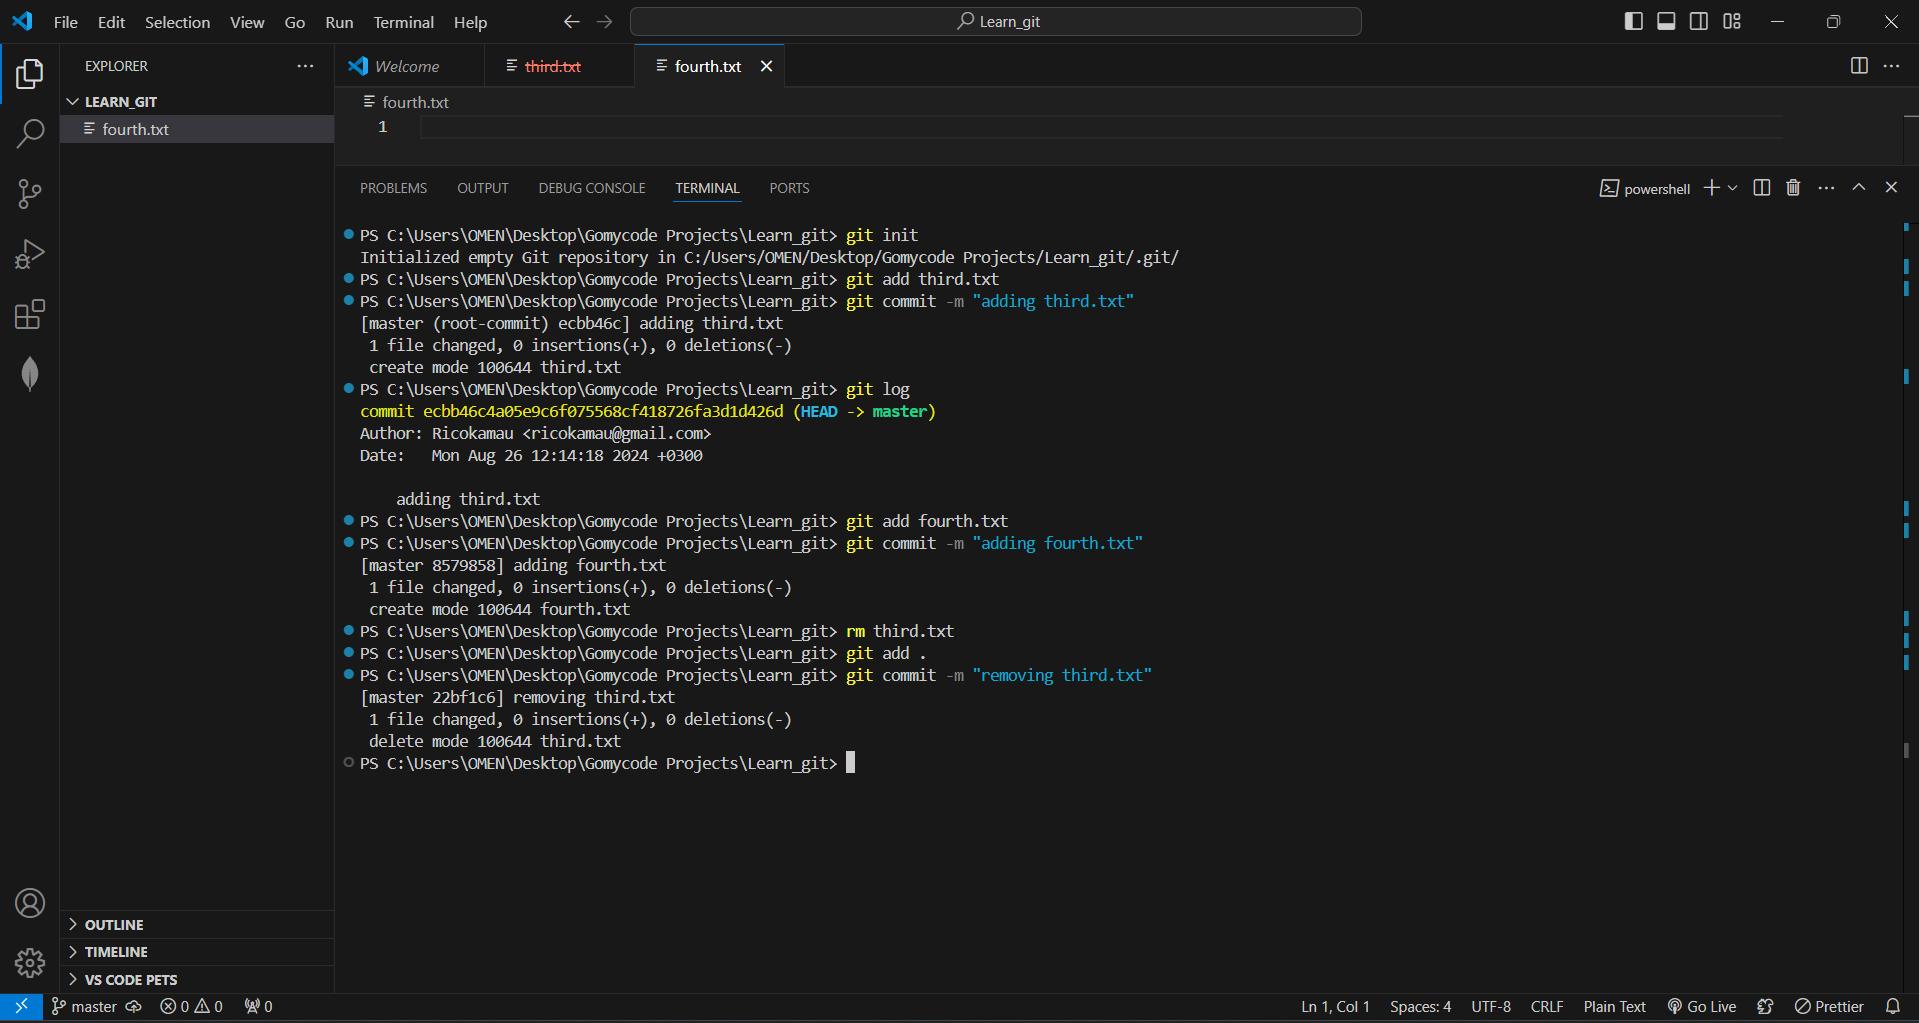 File Edit Selection View Go Run Terminal Help
Learn_git
EXPLORER
LEARN_GIT
fourth.txt
OUTLINE
TIMELINE
VS CODE PETS
Welcome
third.txt
fourth.txt
fourth.txt
1
PROBLEMS OUTPUT DEBUG CONSOLE TERMINAL PORTS
powershell
PS C:\Users\OMEN\Desktop\Gomycode Projects\Learn_git> git init
Initialized empty Git repository in C:/Users/OMEN/Desktop/Gomycode Projects/Learn_git/.git/
PS C:\Users\OMEN\Desktop\Gomycode Projects\Learn_git> git add third.txt
PS C:\Users\OMEN\Desktop\Gomycode Projects\Learn_git> git commit -m "adding third.txt"
[master (root-commit) ecbb46c] adding third.txt
 1 file changed, 0 insertions(+), 0 deletions(-)
 create mode 100644 third.txt
PS C:\Users\OMEN\Desktop\Gomycode Projects\Learn_git> git log
commit ecbb46c4a05e9c6f075568cf418726fa3d1d426d (HEAD -> master)
Author: Ricokamau <ricokamau@gmail.com>
Date:   Mon Aug 26 12:14:18 2024 +0300
    adding third.txt
PS C:\Users\OMEN\Desktop\Gomycode Projects\Learn_git> git add fourth.txt
PS C:\Users\OMEN\Desktop\Gomycode Projects\Learn_git> git commit -m "adding fourth.txt"
[master 8579858] adding fourth.txt
 1 file changed, 0 insertions(+), 0 deletions(-)
 create mode 100644 fourth.txt
PS C:\Users\OMEN\Desktop\Gomycode Projects\Learn_git> rm third.txt
PS C:\Users\OMEN\Desktop\Gomycode Projects\Learn_git> git add .
PS C:\Users\OMEN\Desktop\Gomycode Projects\Learn_git> git commit -m "removing third.txt"
[master 22bf1c6] removing third.txt
 1 file changed, 0 insertions(+), 0 deletions(-)
 delete mode 100644 third.txt
PS C:\Users\OMEN\Desktop\Gomycode Projects\Learn_git>
master 0 0 0 Ln 1, Col 1 Spaces: 4 UTF-8 CRLF Plain Text Go Live Prettier